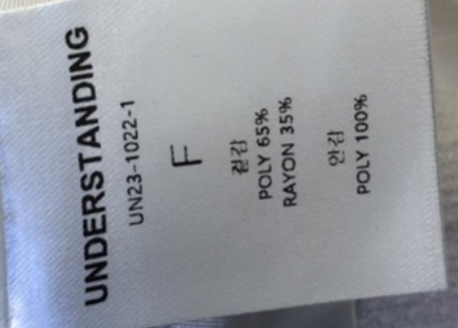 UNDERSTANDING
UN23-1022-1
F
겉감
POLY 65%
RAYON 35%
안감
POLY 100%